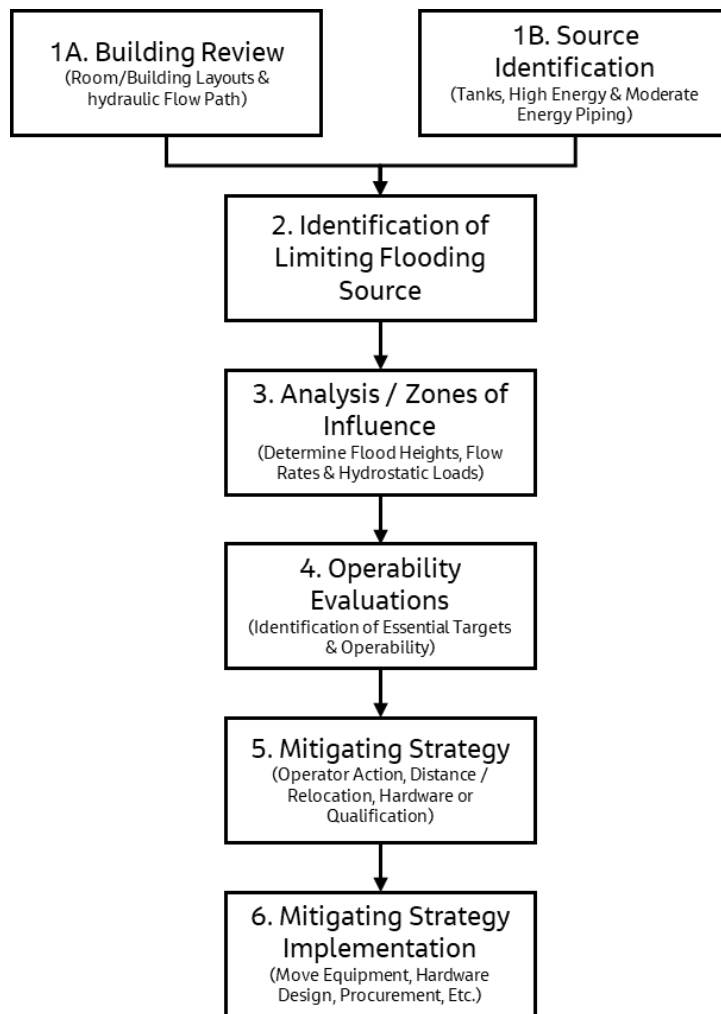 1A. Building Review
(Room/Building Layouts &
hydraulic Flow Path)
1B. Source
Identification
(Tanks, High Energy & Moderate
Energy Piping)
2. Identification of
Limiting Flooding
Source
3. Analysis / Zones of
Influence
(Determine Flood Heights, Flow
Rates & Hydrostatic Loads)
4. Operability
Evaluations
(Identification of Essential Targets
& Operability)
5. Mitigating Strategy
(Operator Action, Distance /
Relocation, Hardware or
Qualification)
6. Mitigating Strategy
Implementation
(Move Equipment, Hardware
Design, Procurement, Etc.)